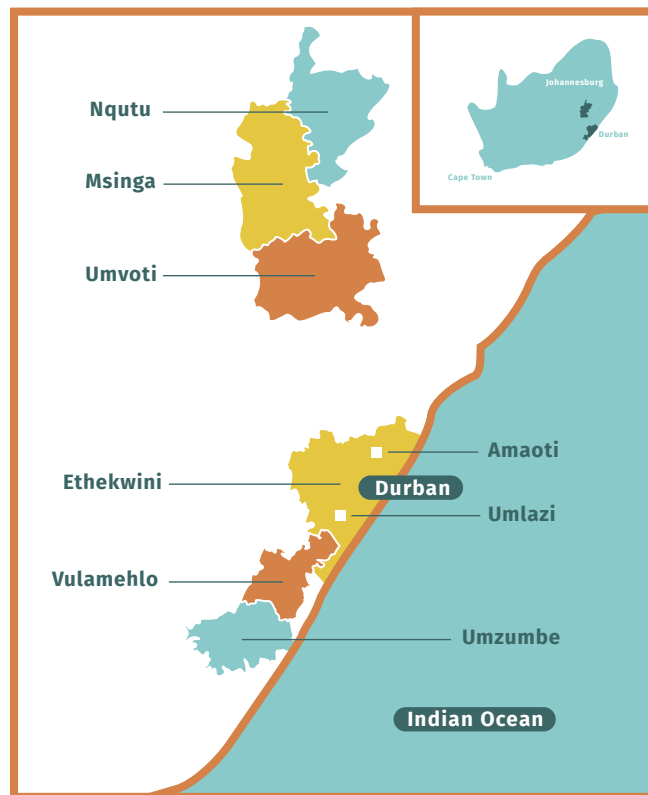 Johannesburg
Nqutu
Durban
Msinga
Cape Town
Umvoti
Amaoti
Ethekwini
Durban
Umlazi
Vulamehlo
Umzumbe
Indian Ocean